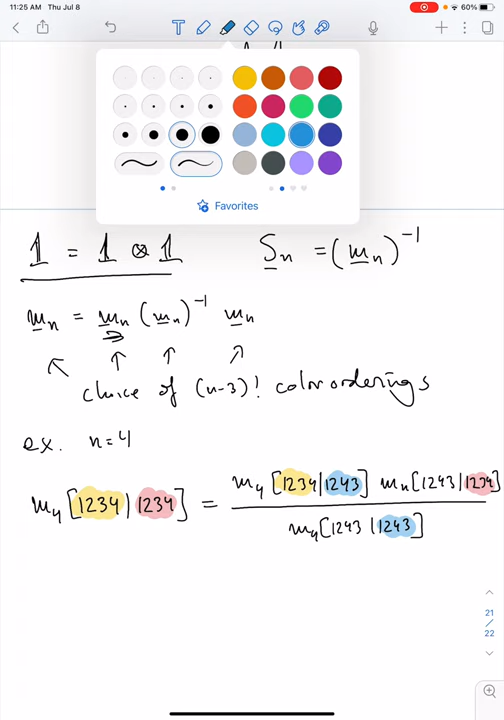 11:25 AM Thu Jul 8
60%
Favorites
1 = 1 ⊗ 1 S_n = (m_n)^{-1}
m_n = m_n (m_n)^{-1} m_n
choice of (n-3)! color orderings
ex. n=4
m_4 [1234 | 1234] = m_4 [1234 | 1243] m_n [1243 | 1234]
m_4 [1243 | 1243]
21
/
22